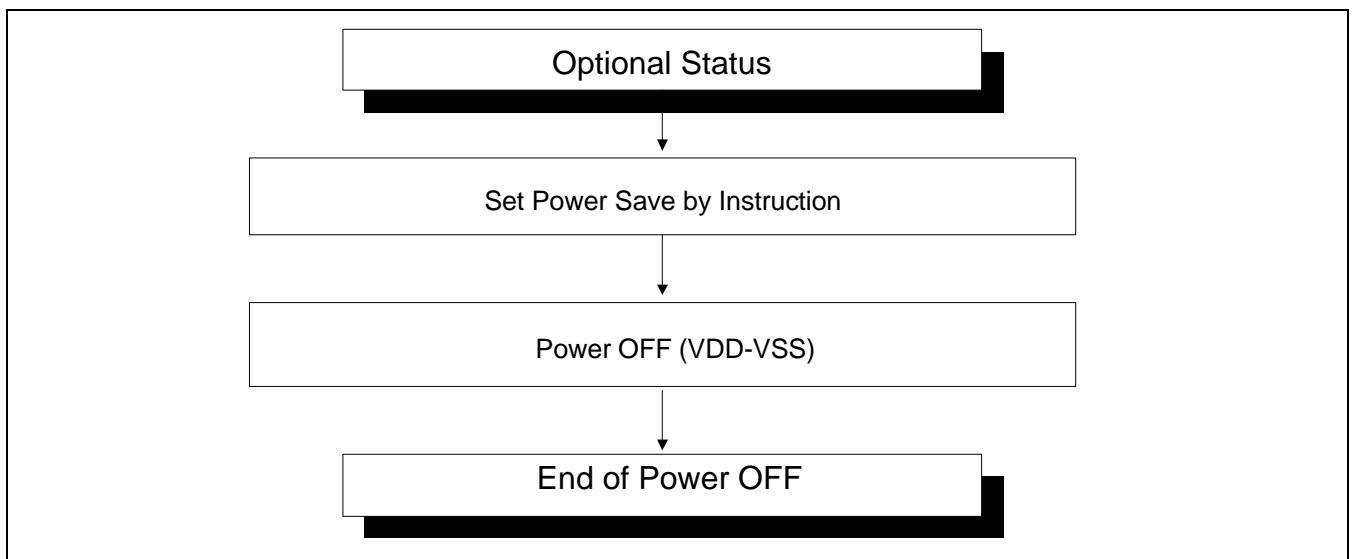 Optional Status
Set Power Save by Instruction
Power OFF (VDD-VSS)
End of Power OFF